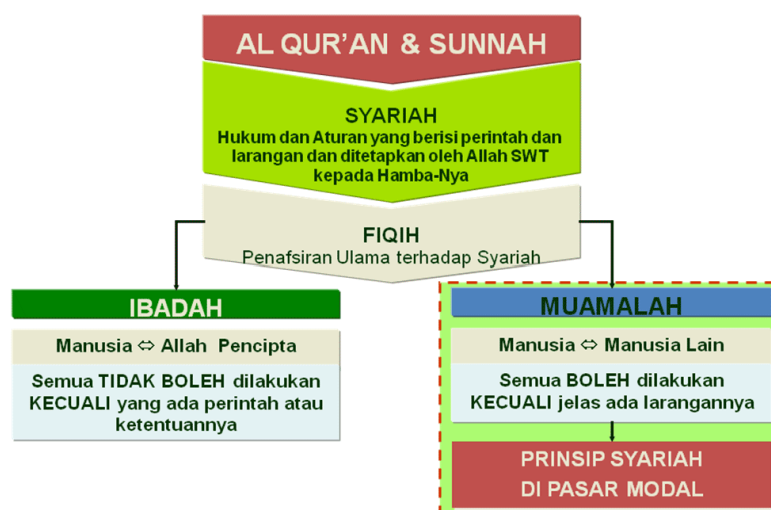 AL QUR'AN & SUNNAH
SYARIAH
Hukum dan Aturan yang berisi perintah dan
larangan dan ditetapkan oleh Allah SWT
kepada Hamba-Nya
FIQIH
Penafsiran Ulama terhadap Syariah
IBADAH
Manusia ⇔ Allah Pencipta
Semua TIDAK BOLEH dilakukan
KECUALI yang ada perintah atau
ketentuannya
MUAMALAH
Manusia ⇔ Manusia Lain
Semua BOLEH dilakukan
KECUALI jelas ada larangannya
PRINSIP SYARIAH
DI PASAR MODAL